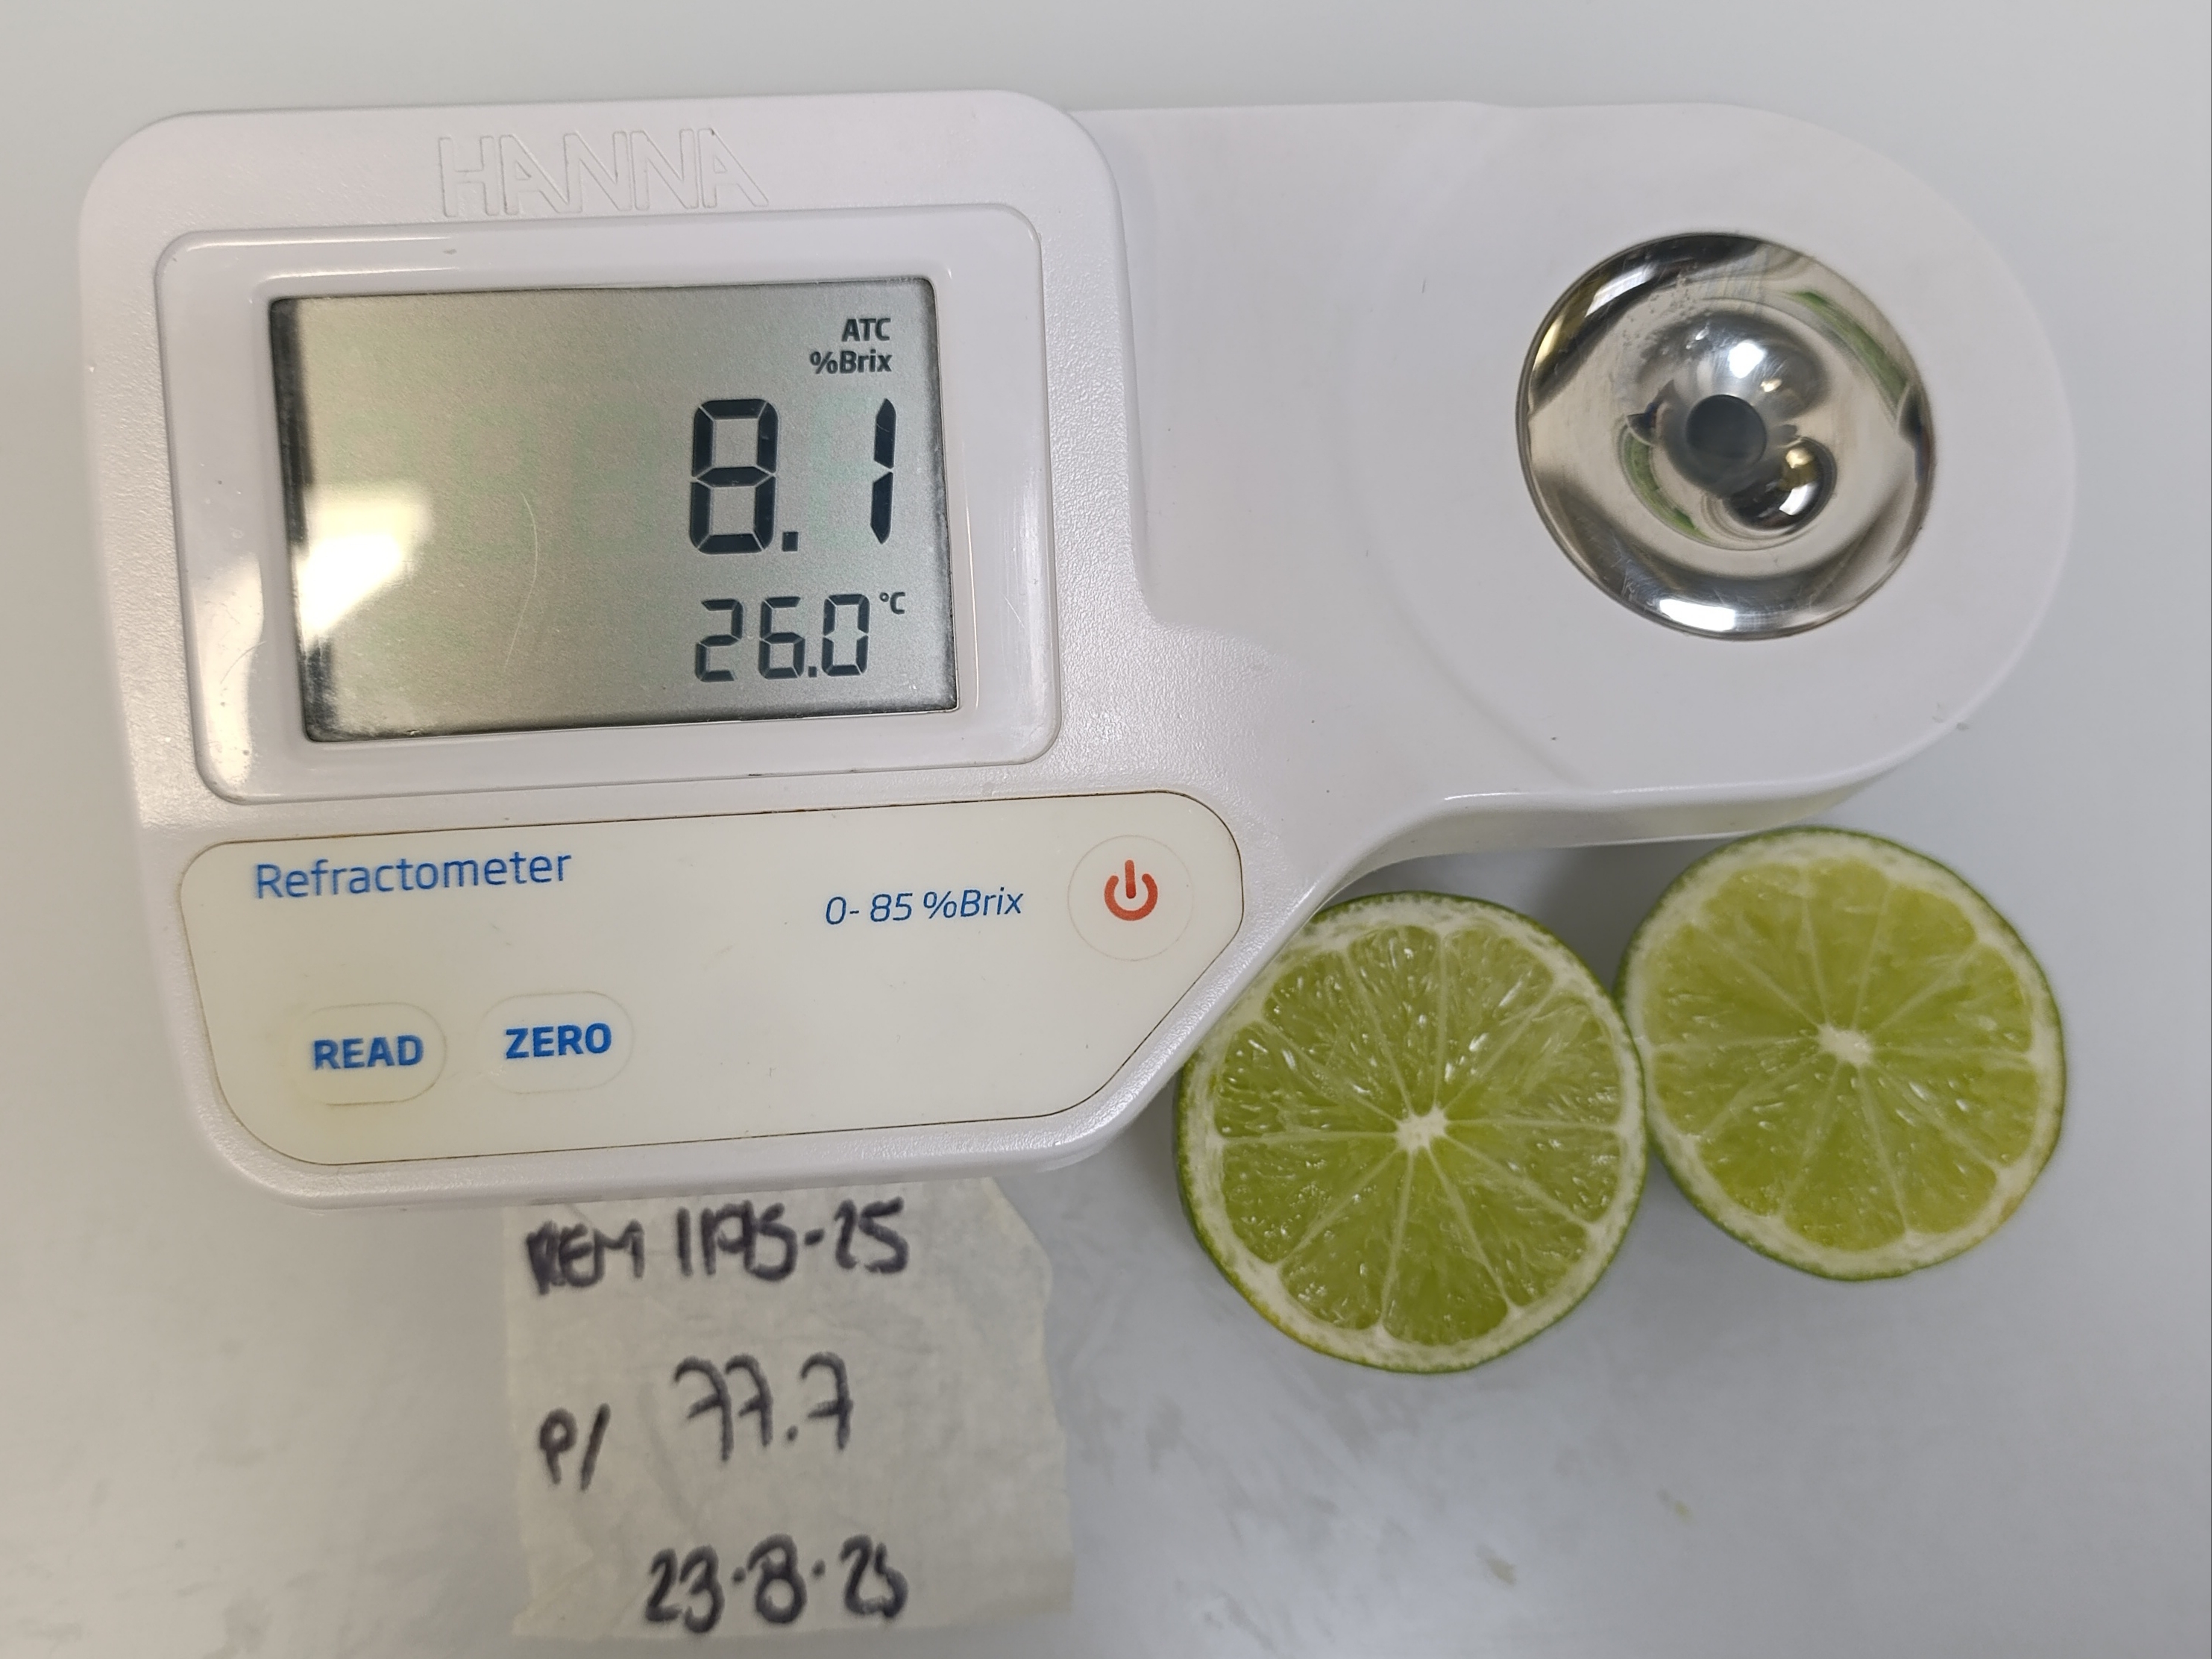 HANNA
ATC
%Brix
8.1
26.0 °C
Refractometer
0-85 %Brix
READ
ZERO
REM 1195-25
P/ 77.7
23.8.25